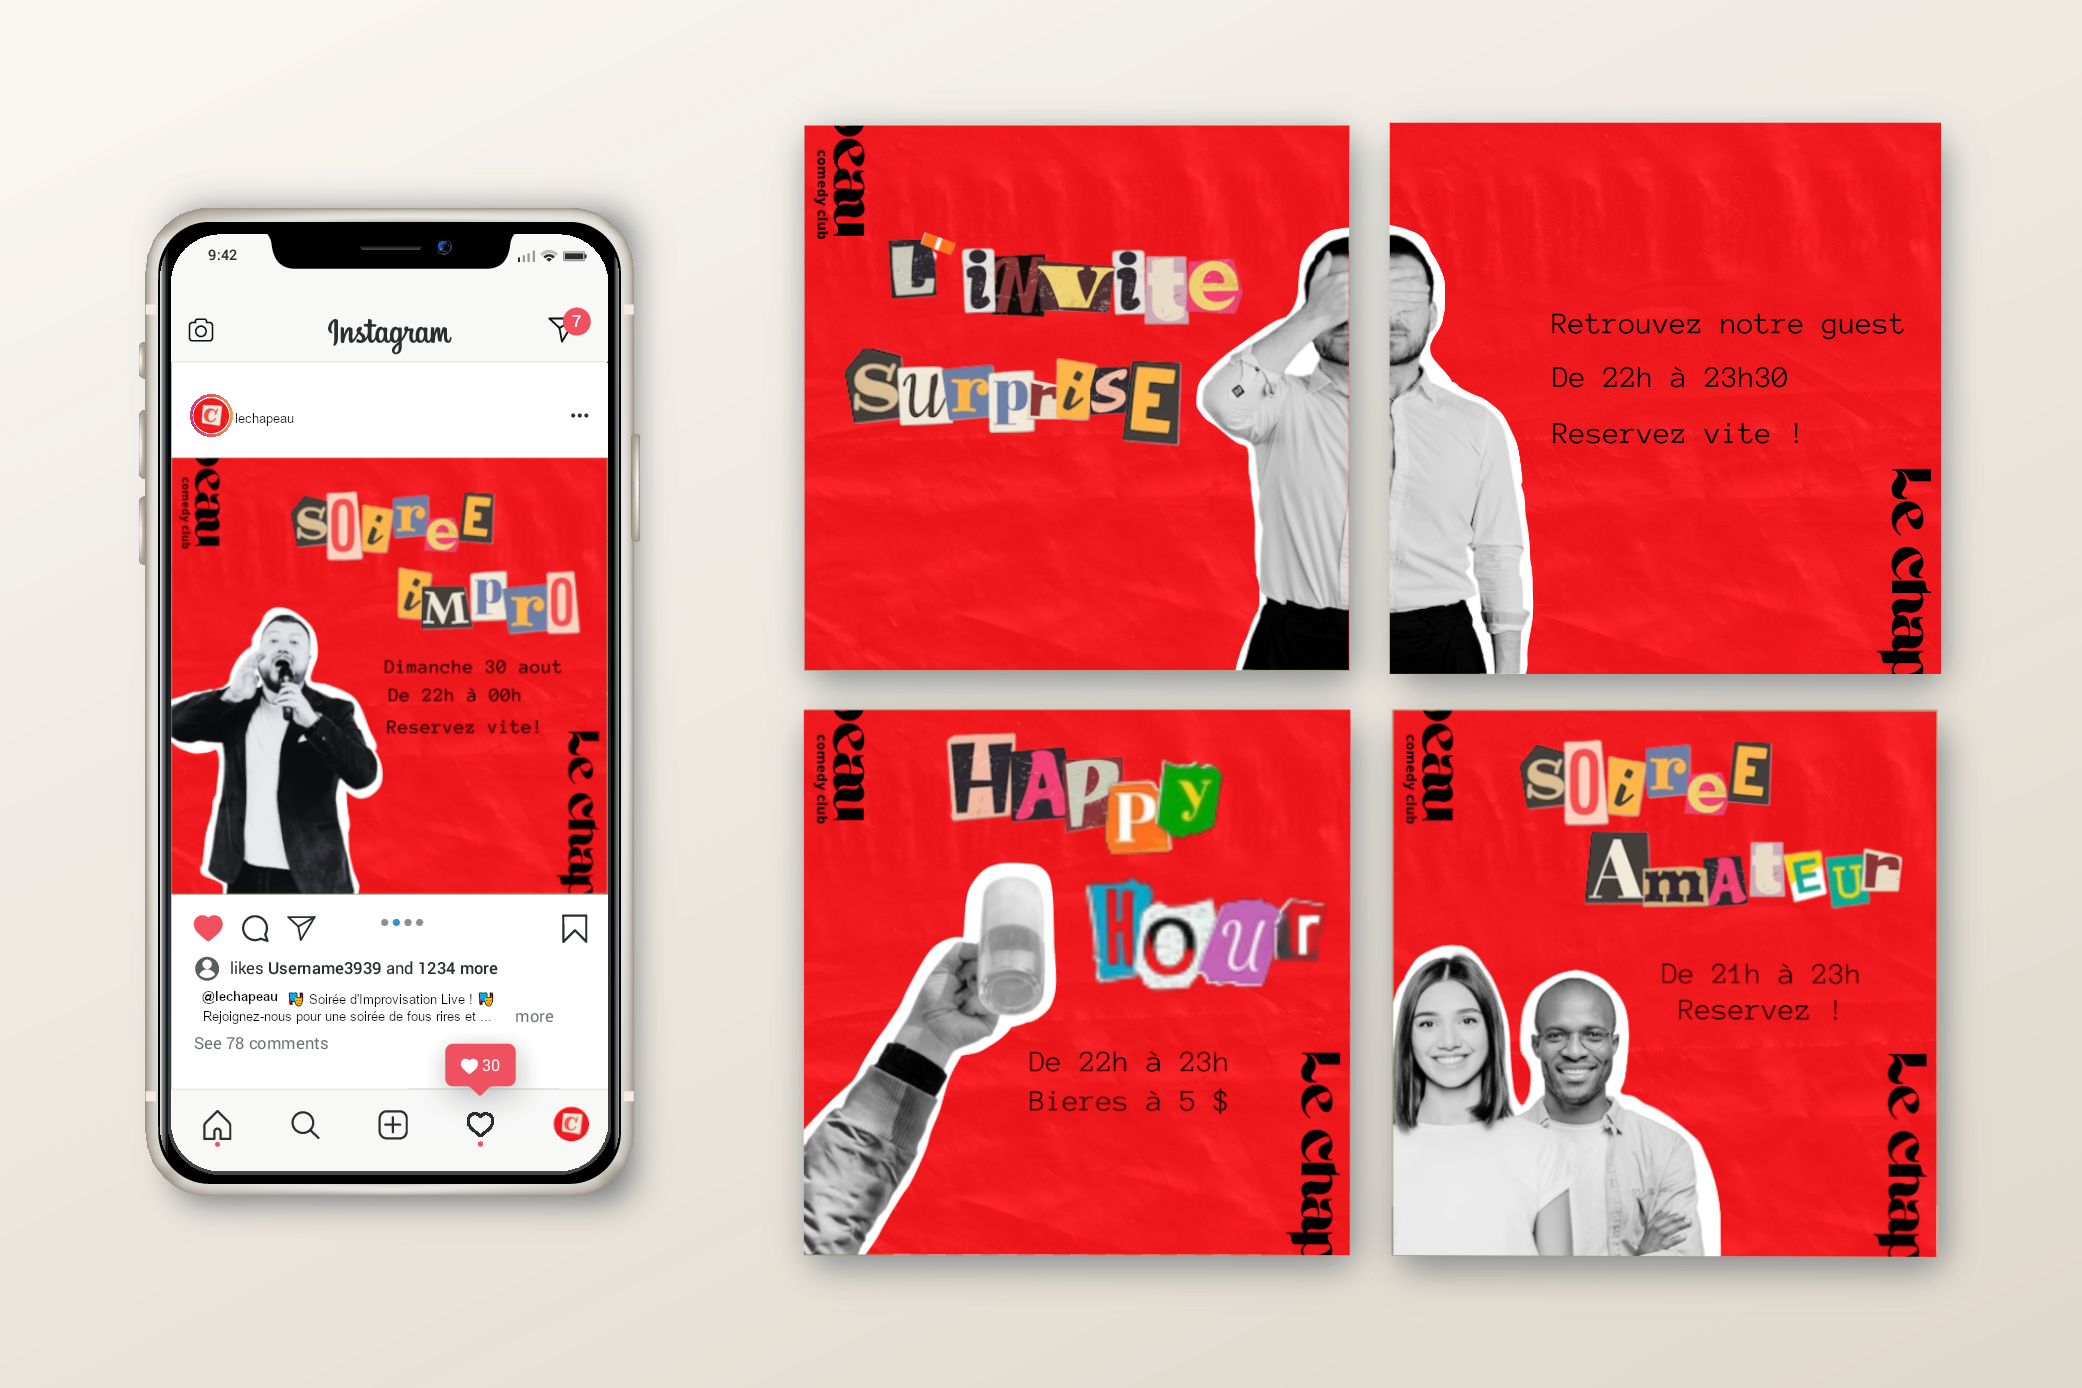 9:42
Instagram
7
lechapeau
eau
comedy club
SOireE
iMprO
Dimanche 30 aout
De 22h à 00h
Reservez vite!
Le chap
likes Username3939 and 1234 more
@lechapeau Soirée d'Improvisation Live !
Rejoignez-nous pour une soirée de fous rires et ... more
See 78 comments
30
C
eau
comedy club
L'inVite
SurpriSE
Retrouvez notre guest
De 22h à 23h30
Reservez vite !
Le chap
eau
comedy club
HAPPy
HOUr
De 22h à 23h
Bieres à 5 $
Le chap
eau
comedy club
SOireE
AmAtEUr
De 21h à 23h
Reservez !
Le chap